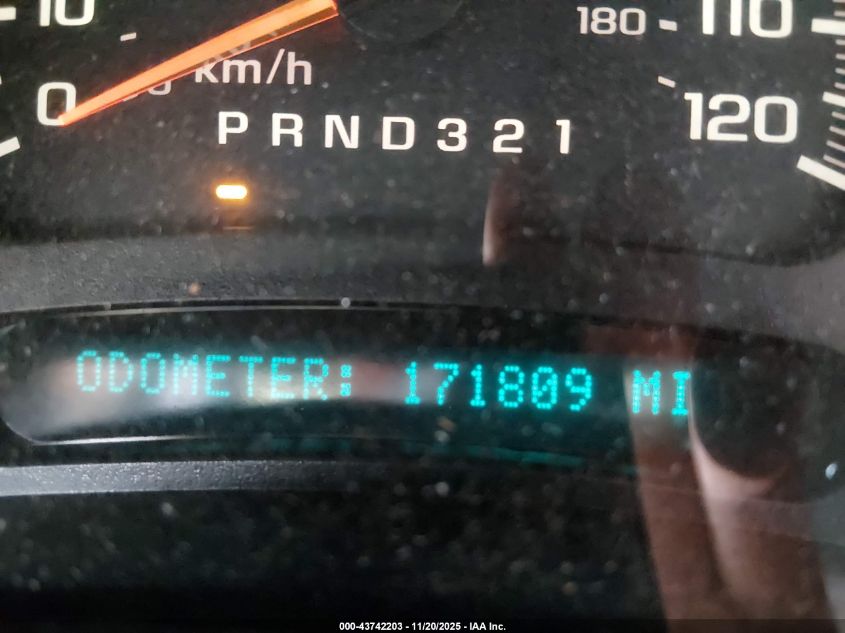 10
180
110
km/h
0
120
PRND321
ODOMETER: 171809 MI
000-43742203 - 11/20/2025 - IAA Inc.